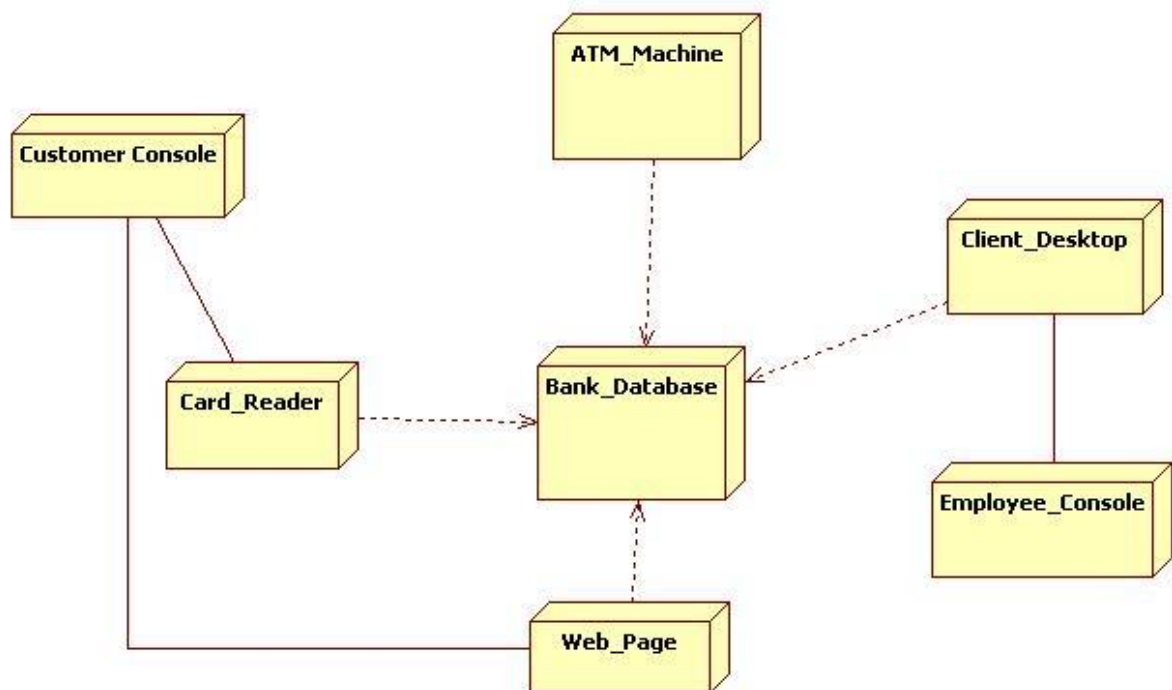 ATM_Machine
Customer Console
Client_Desktop
Card_Reader
Bank_Database
Employee_Console
Web_Page